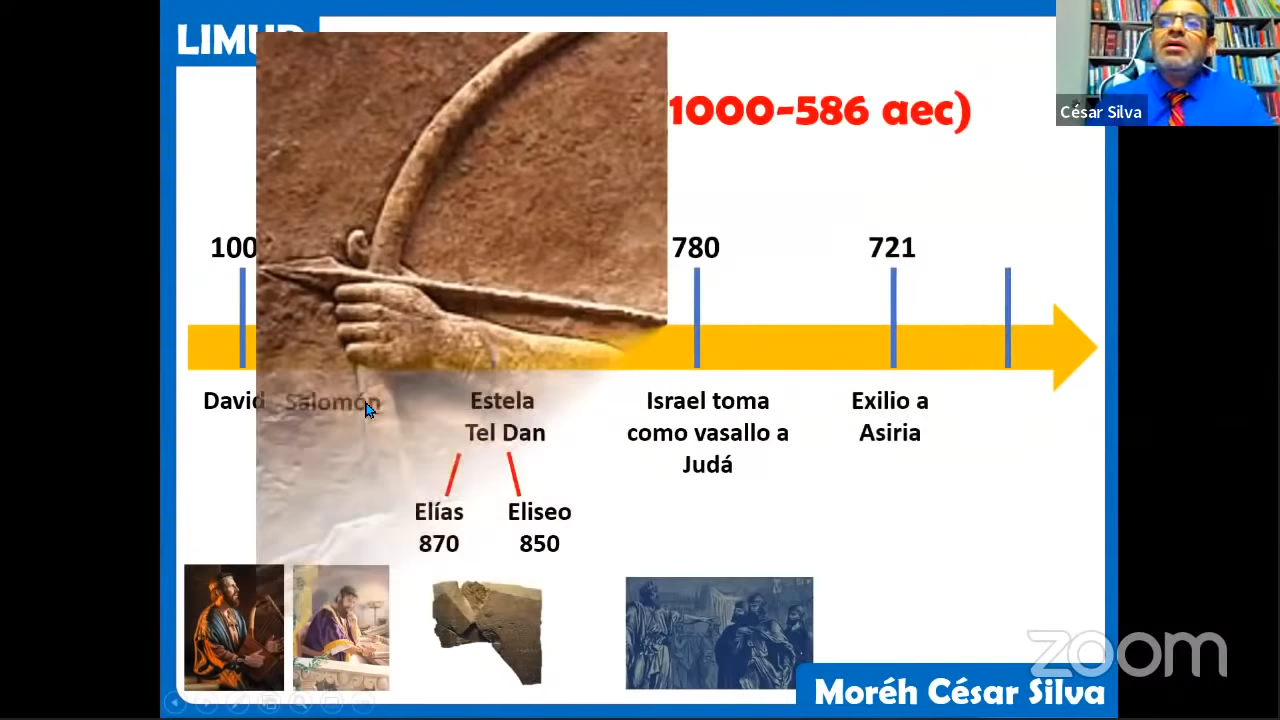 LIMUD
1000-586 aec)
César Silva
100
780
721
David
Salomón
Estela
Tel Dan
Israel toma
como vasallo a
Judá
Exilio a
Asiria
Elías
870
Eliseo
850
zoom
Moréh César Silva